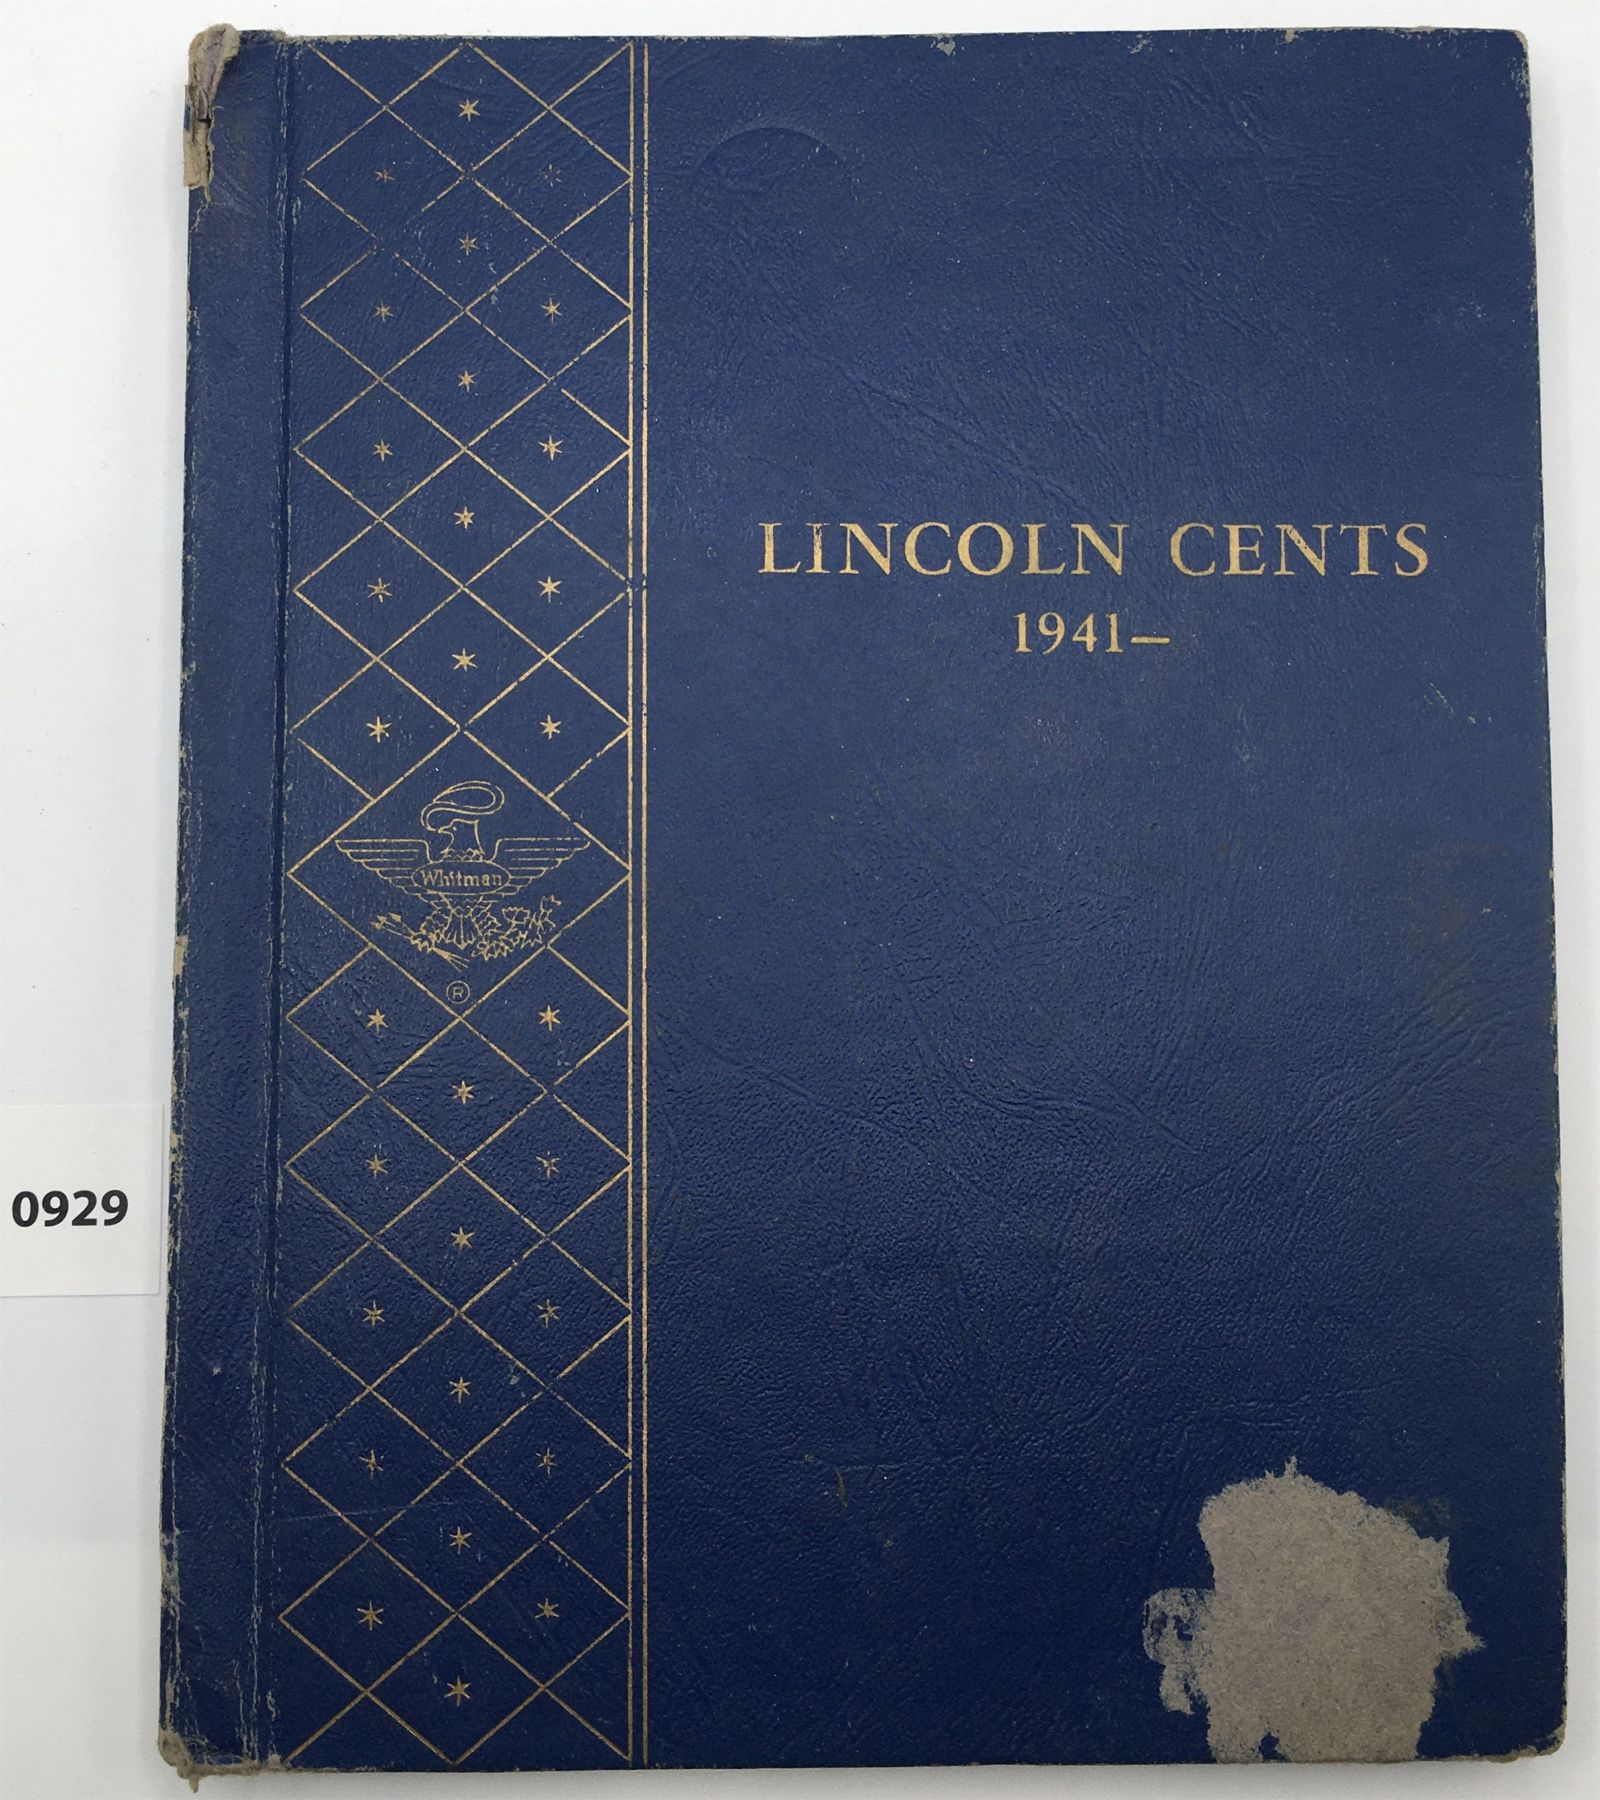 LINCOLN CENTS
1941—
Whitman
®
0929